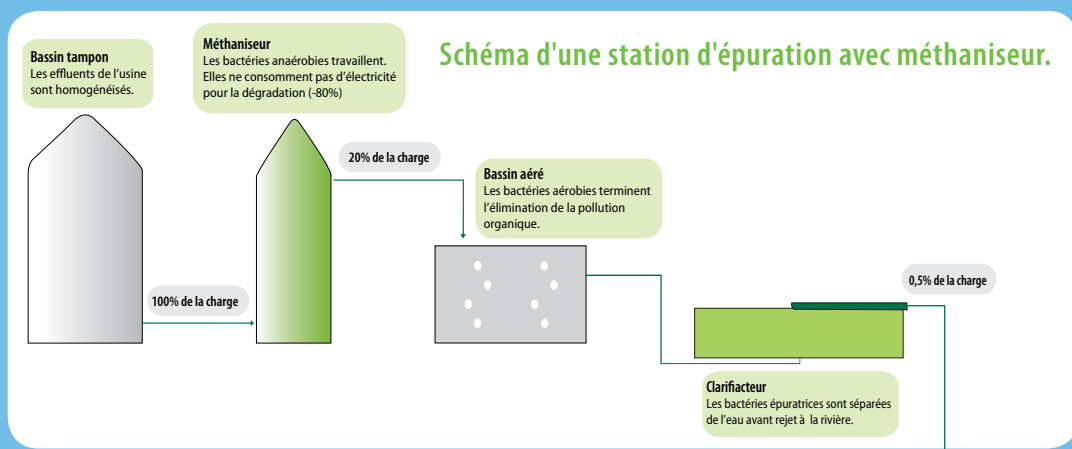 Schéma d'une station d'épuration avec méthaniseur.
Bassin tampon
Les effluents de l'usine
sont homogénéisés.
Méthaniseur
Les bactéries anaérobies travaillent.
Elles ne consomment pas d'électricité
pour la dégradation (-80%)
100% de la charge
20% de la charge
Bassin aéré
Les bactéries aérobies terminent
l'élimination de la pollution
organique.
0,5% de la charge
Clarifiacteur
Les bactéries épuratrices sont séparées
de l'eau avant rejet à la rivière.